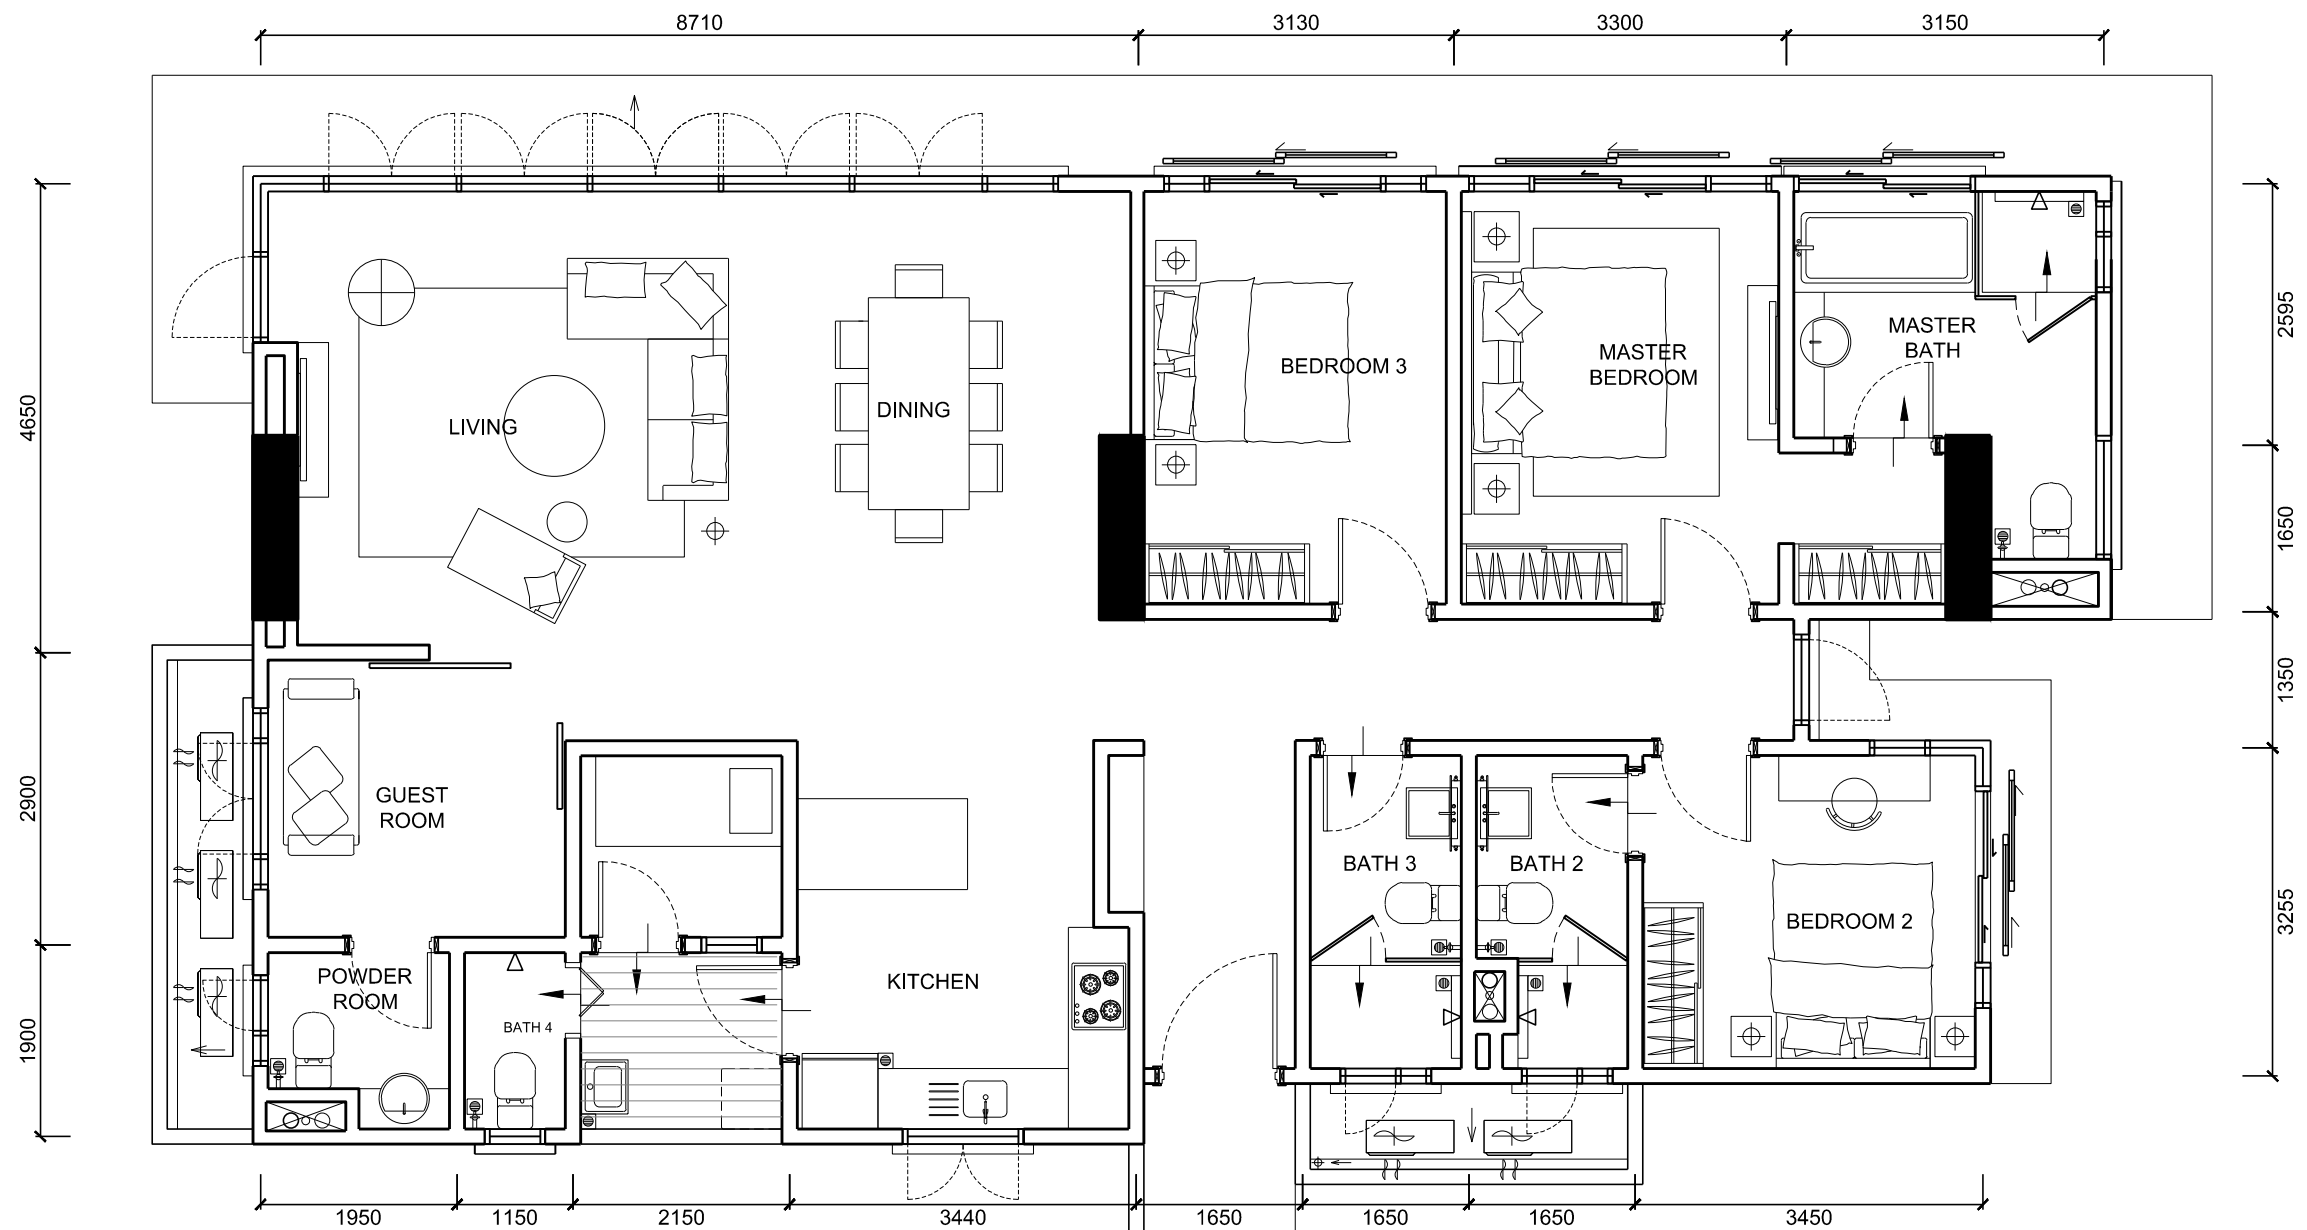 8710
3130
3300
3150
4650
2900
1900
2595
1650
1350
3255
MASTER
BATH
BEDROOM 3
MASTER
BEDROOM
DINING
LIVING
GUEST
ROOM
BATH 3
BATH 2
BEDROOM 2
POWDER
ROOM
KITCHEN
BATH 4
1950
1150
2150
3440
1650
1650
1650
3450